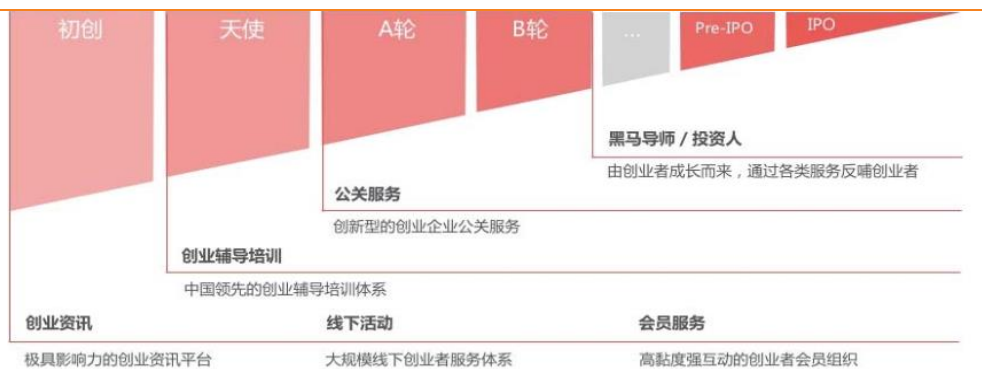 初创
天使
A轮
B轮
...
Pre-IPO
IPO
黑马导师 / 投资人
由创业者成长而来，通过各类服务反哺创业者
公关服务
创新型的创业企业公关服务
创业辅导培训
中国领先的创业辅导培训体系
创业资讯
线下活动
会员服务
极具影响力的创业资讯平台
大规模线下创业者服务体系
高黏度强互动的创业者会员组织